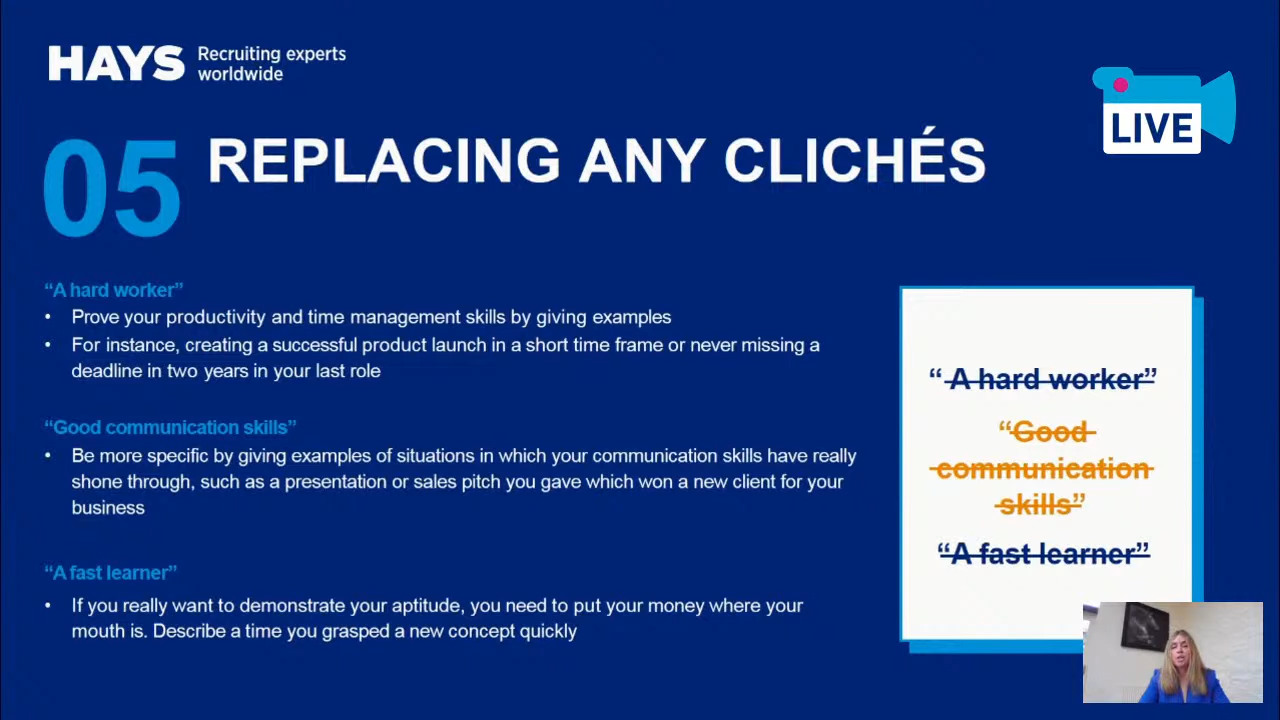 HAYS Recruiting experts
worldwide
LIVE
05 REPLACING ANY CLICHÉS
“A hard worker”
• Prove your productivity and time management skills by giving examples
• For instance, creating a successful product launch in a short time frame or never missing a
deadline in two years in your last role
“Good communication skills”
• Be more specific by giving examples of situations in which your communication skills have really
shone through, such as a presentation or sales pitch you gave which won a new client for your
business
“A fast learner”
• If you really want to demonstrate your aptitude, you need to put your money where your
mouth is. Describe a time you grasped a new concept quickly
“ A hard worker”
“Good
communication
skills”
“A fast learner”